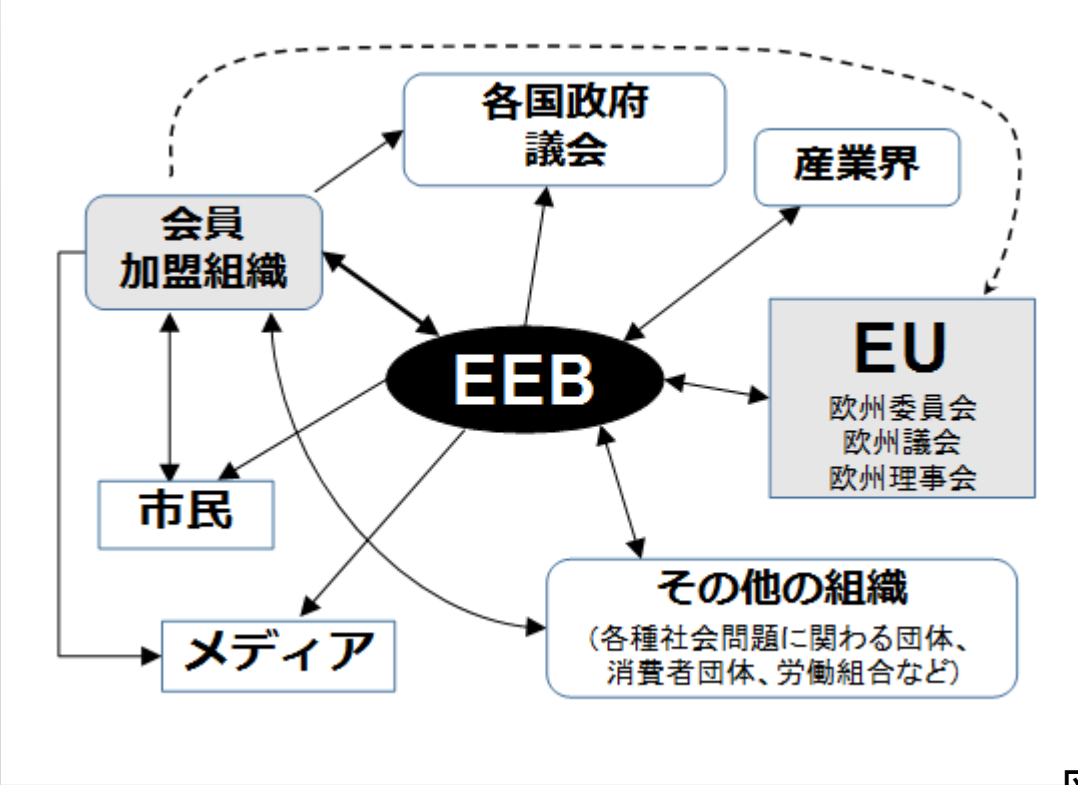 各国政府
議会
産業界
会員
加盟組織
EEB
EU
欧州委員会
欧州議会
欧州理事会
市民
メディア
その他の組織
（各種社会問題に関わる団体、
消費者団体、労働組合など）